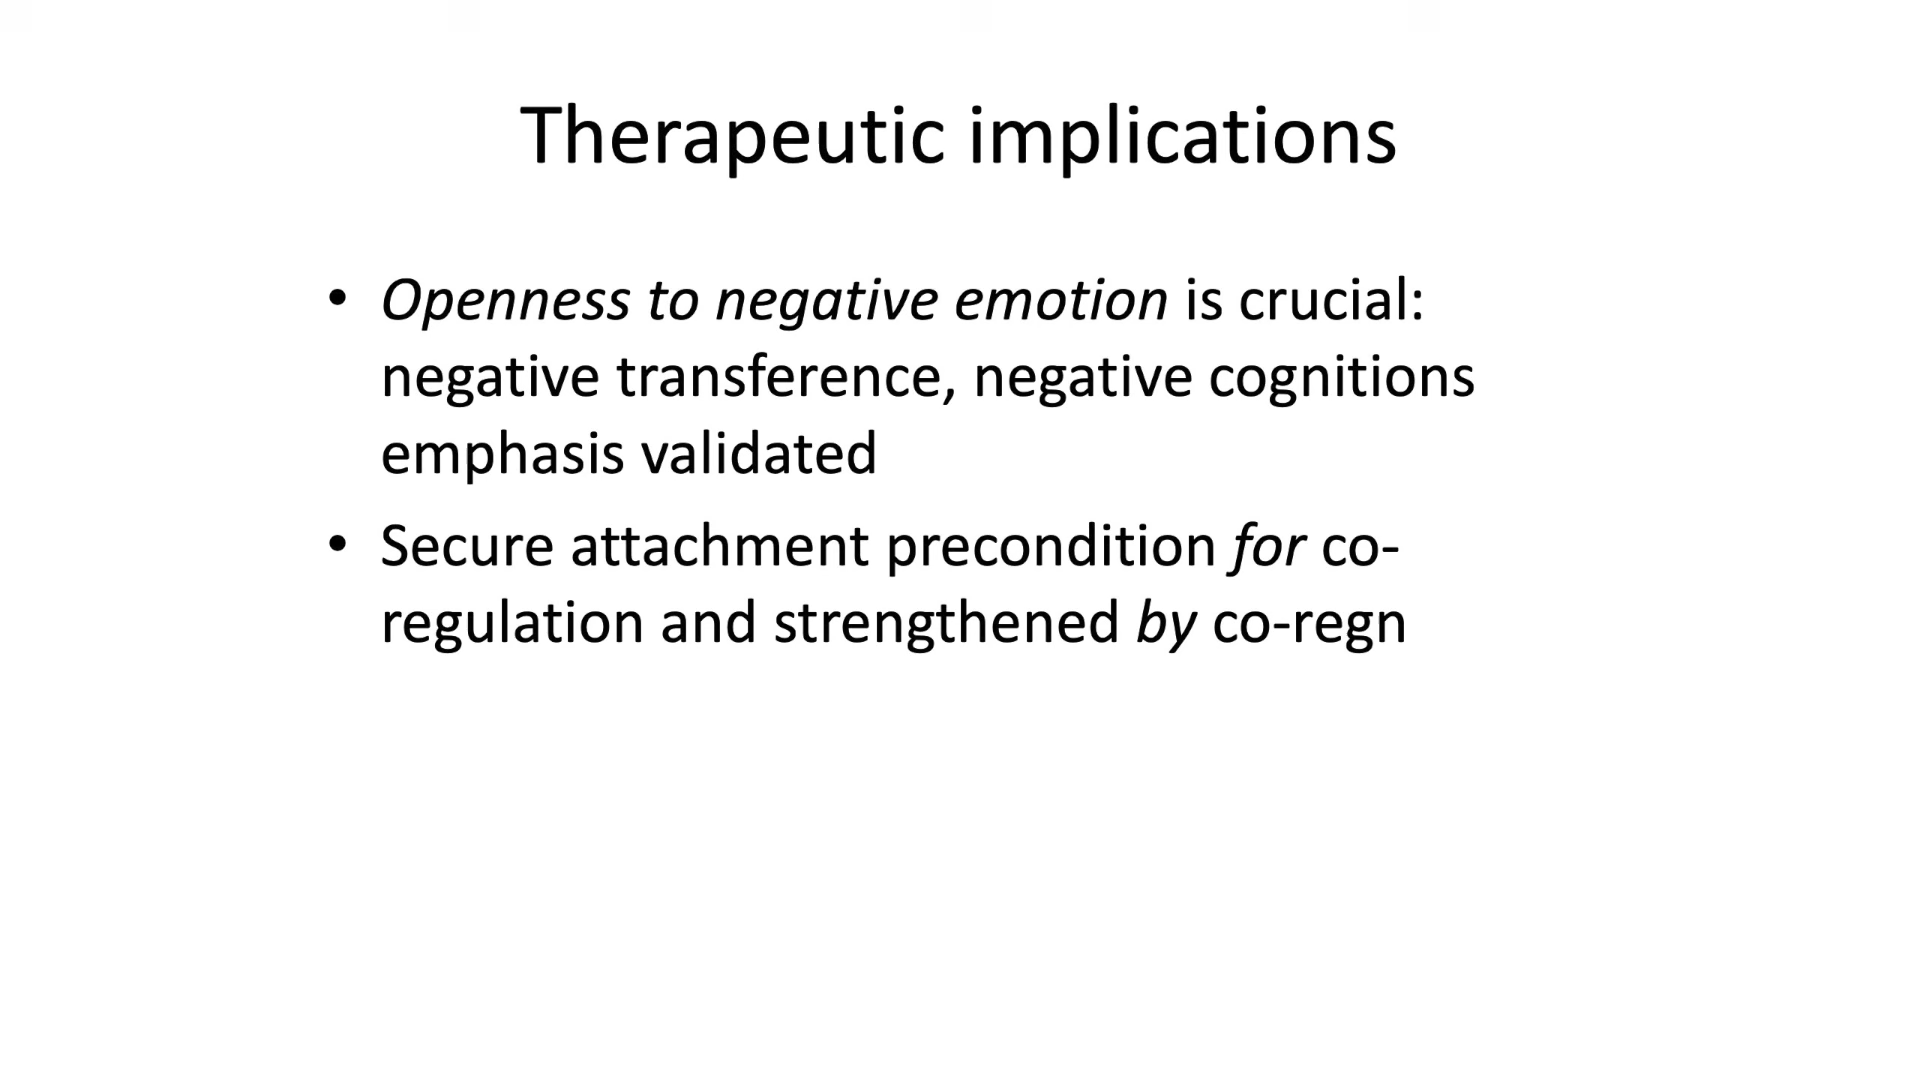 Therapeutic implications
• Openness to negative emotion is crucial:
negative transference, negative cognitions
emphasis validated
• Secure attachment precondition for co-
regulation and strengthened by co-regn